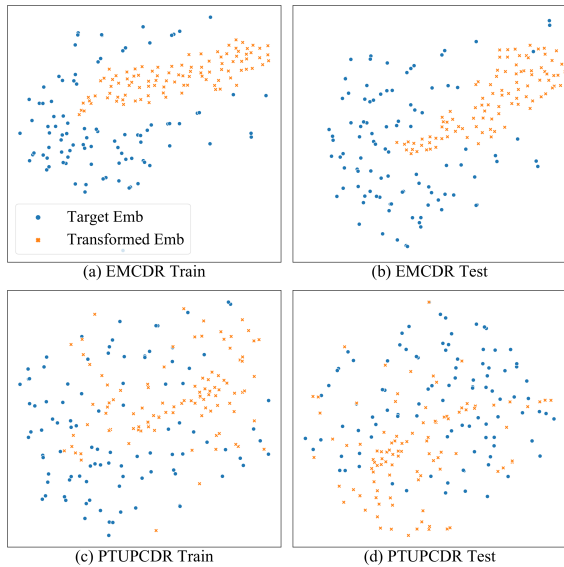 Target Emb
Transformed Emb
(a) EMCDR Train
(b) EMCDR Test
(c) PTUPCDR Train
(d) PTUPCDR Test